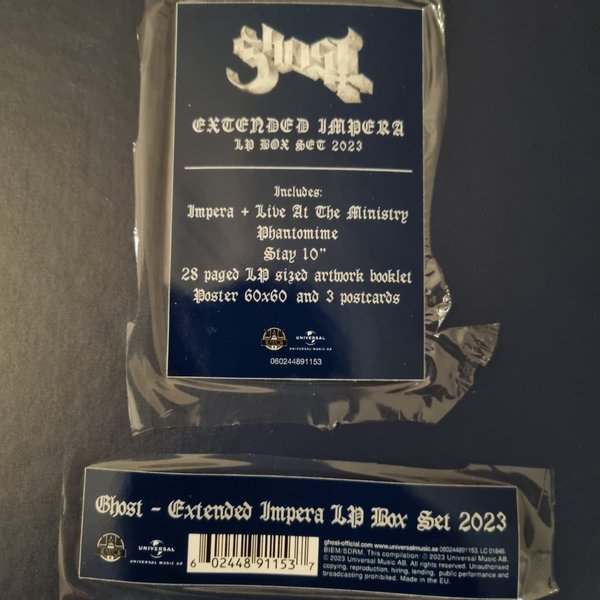 Ghost
EXTENDED IMPERA
LP BOX SET 2023
Includes:
Impera + Live At The Ministry
Phantomime
Stay 10"
28 paged LP sized artwork booklet
Poster 60x60 and 3 postcards
UNIVERSAL
UNIVERSAL MUSIC AB
060244891153
Ghost - Extended Impera LP Box Set 2023
UNIVERSAL
UNIVERSAL MUSIC AB
6 02448 91153 7
ghost-official.com www.universalmusic.se 060244891153. LC 01846.
BIEM/SDRM. This compilation ℗ 2023 Universal Music AB.
© 2023 Universal Music AB. All rights reserved. Unauthorised
copying, reproduction, hiring, lending, public performance and
broadcasting prohibited. Made in the EU.